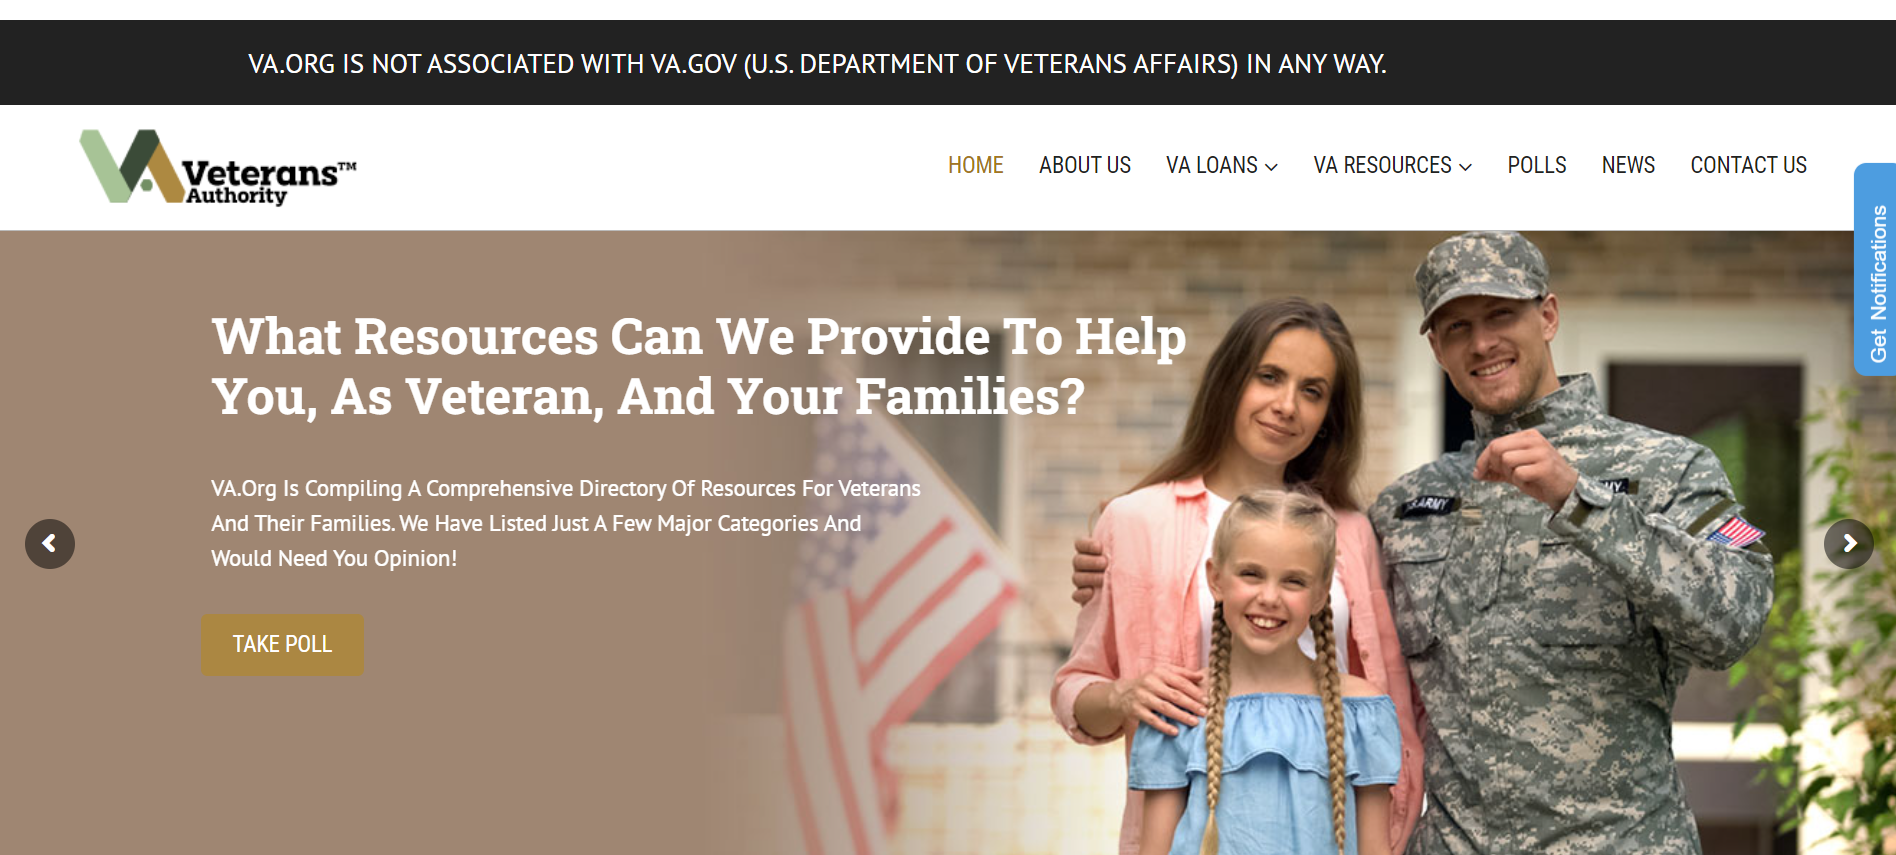 VA.ORG IS NOT ASSOCIATED WITH VA.GOV (U.S. DEPARTMENT OF VETERANS AFFAIRS) IN ANY WAY.
VA Veterans™
Authority
HOME ABOUT US VA LOANS VA RESOURCES POLLS NEWS CONTACT US
Get Notifications
What Resources Can We Provide To Help
You, As Veteran, And Your Families?
VA.Org Is Compiling A Comprehensive Directory Of Resources For Veterans
And Their Families. We Have Listed Just A Few Major Categories And
Would Need You Opinion!
TAKE POLL